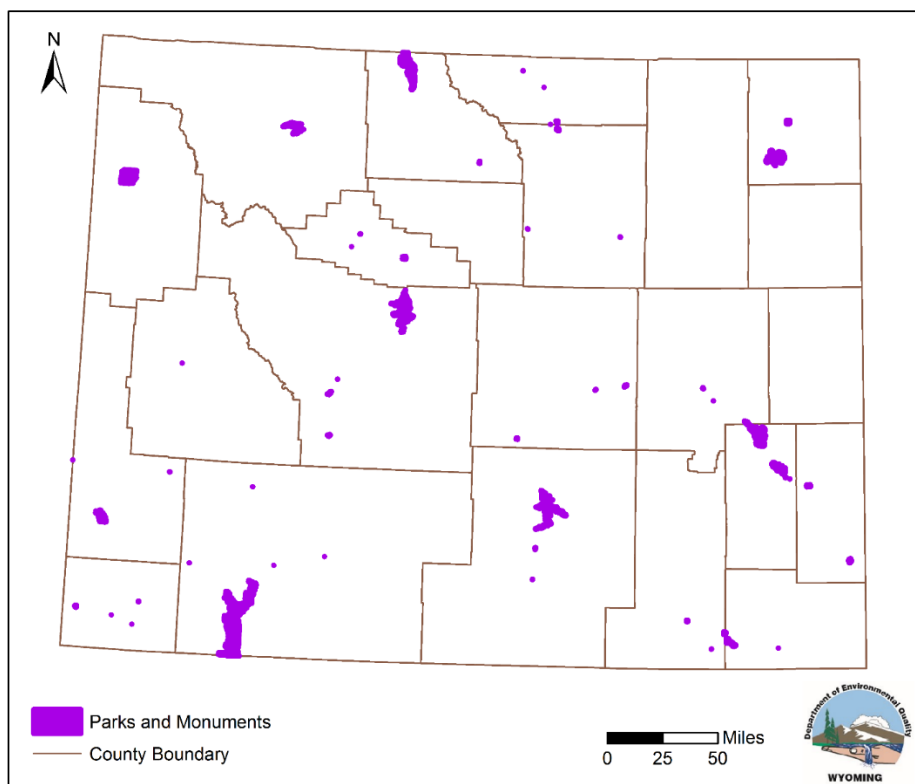 N
Parks and Monuments
County Boundary
0 25 50 Miles
Department of Environmental Quality
WYOMING